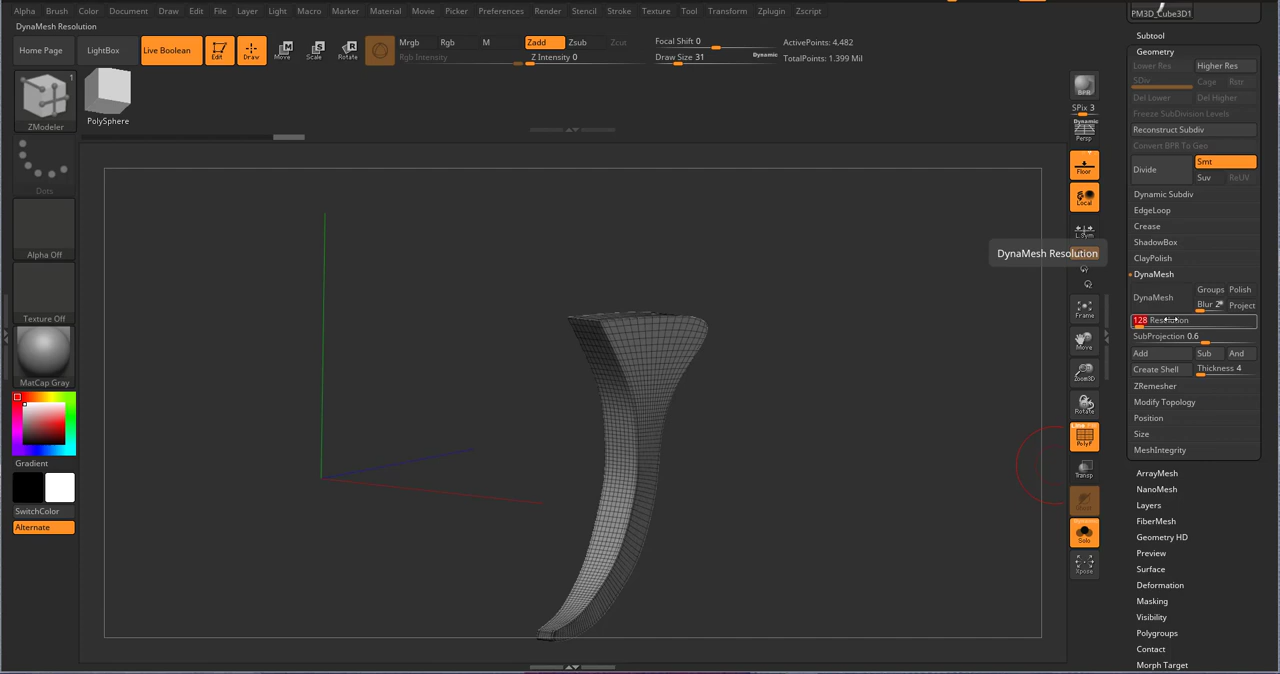 Alpha Brush Color Document Draw Edit File Layer Light Macro Marker Material Movie Picker Preferences Render Stencil Stroke Texture Tool Transform Zplugin Zscript
DynaMesh Resolution
Home Page LightBox Live Boolean Edit Draw Move Scale Rotate
Mrgb Rgb M Zadd Zsub Zcut
Rgb Intensity Z Intensity 0
Focal Shift 0
Draw Size 31 Dynamic
ActivePoints: 4,482
TotalPoints: 1.399 Mil
1
ZModeler
PolySphere
Dots
Alpha Off
Texture Off
MatCap Gray
Gradient
SwitchColor
Alternate
BPR
SPix 3
Dynamic
Persp
Floor
Local
L.Sym
DynaMesh Resolution
Frame
Move
Zoom3D
Rotate
Line Fill
PolyF
Transp
Solo
Xpose
PM3D_Cube3D1
Subtool
Geometry
Lower Res Higher Res
SDiv Cage Rstr
Del Lower Del Higher
Freeze SubDivision Levels
Reconstruct Subdiv
Convert BPR To Geo
Divide Smt
Suv ReUV
Dynamic Subdiv
EdgeLoop
Crease
ShadowBox
ClayPolish
DynaMesh
DynaMesh Groups Polish
Blur 2 Project
128 Resolution
SubProjection 0.6
Add Sub And
Create Shell Thickness 4
ZRemesher
Modify Topology
Position
Size
MeshIntegrity
ArrayMesh
NanoMesh
Layers
FiberMesh
Geometry HD
Preview
Surface
Deformation
Masking
Visibility
Polygroups
Contact
Morph Target